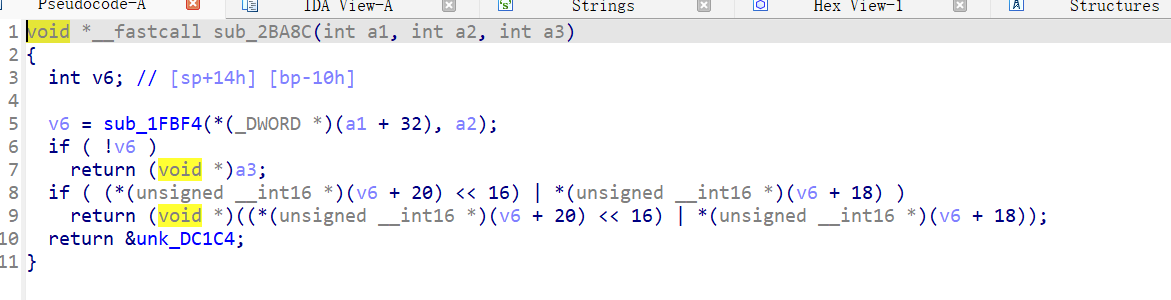 Pseudocode-A IDA View-A Strings Hex View-1 Structures
1 void *__fastcall sub_2BA8C(int a1, int a2, int a3)
2 {
3 int v6; // [sp+14h] [bp-10h]
4
5 v6 = sub_1FBF4(*(_DWORD *)(a1 + 32), a2);
6 if ( !v6 )
7 return (void *)a3;
8 if ( (*(unsigned __int16 *)(v6 + 20) << 16) | *(unsigned __int16 *)(v6 + 18) )
9 return (void *)((*(unsigned __int16 *)(v6 + 20) << 16) | *(unsigned __int16 *)(v6 + 18));
10 return &unk_DC1C4;
11 }